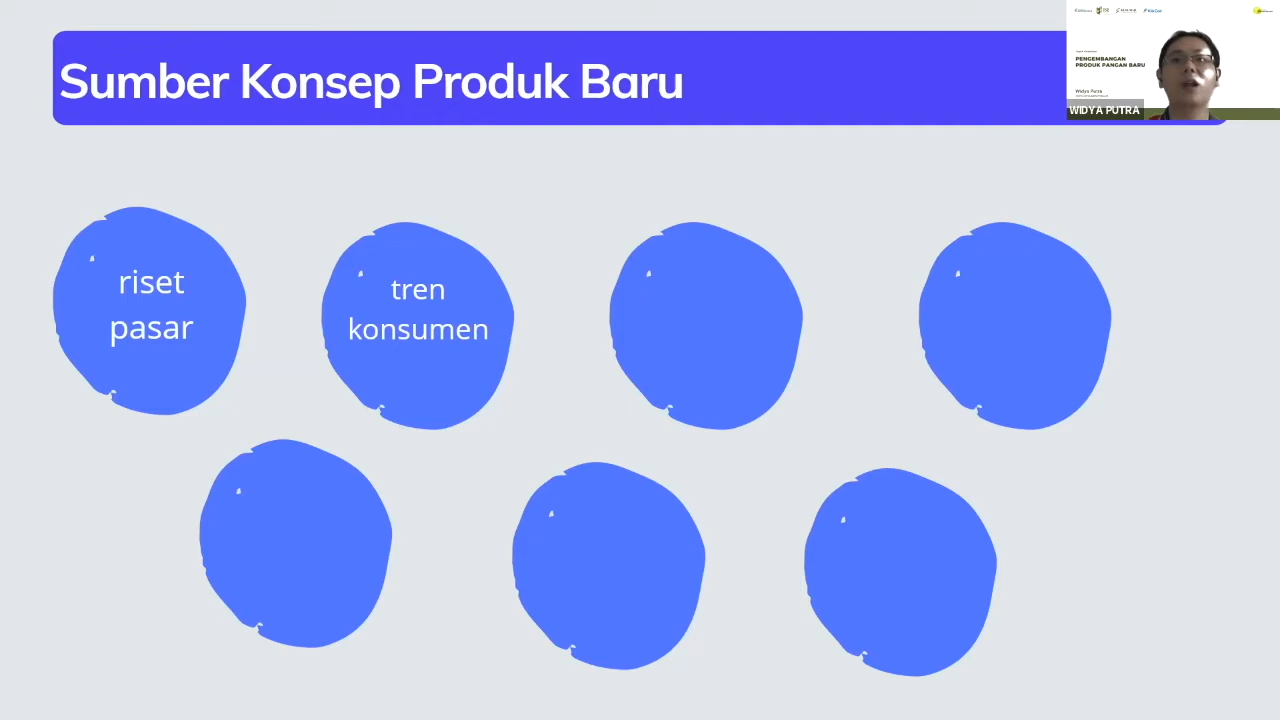 Sumber Konsep Produk Baru
PENGEMBANGAN
PRODUK PANGAN BARU
Widya Putra
WIDYA PUTRA
riset
pasar
tren
konsumen